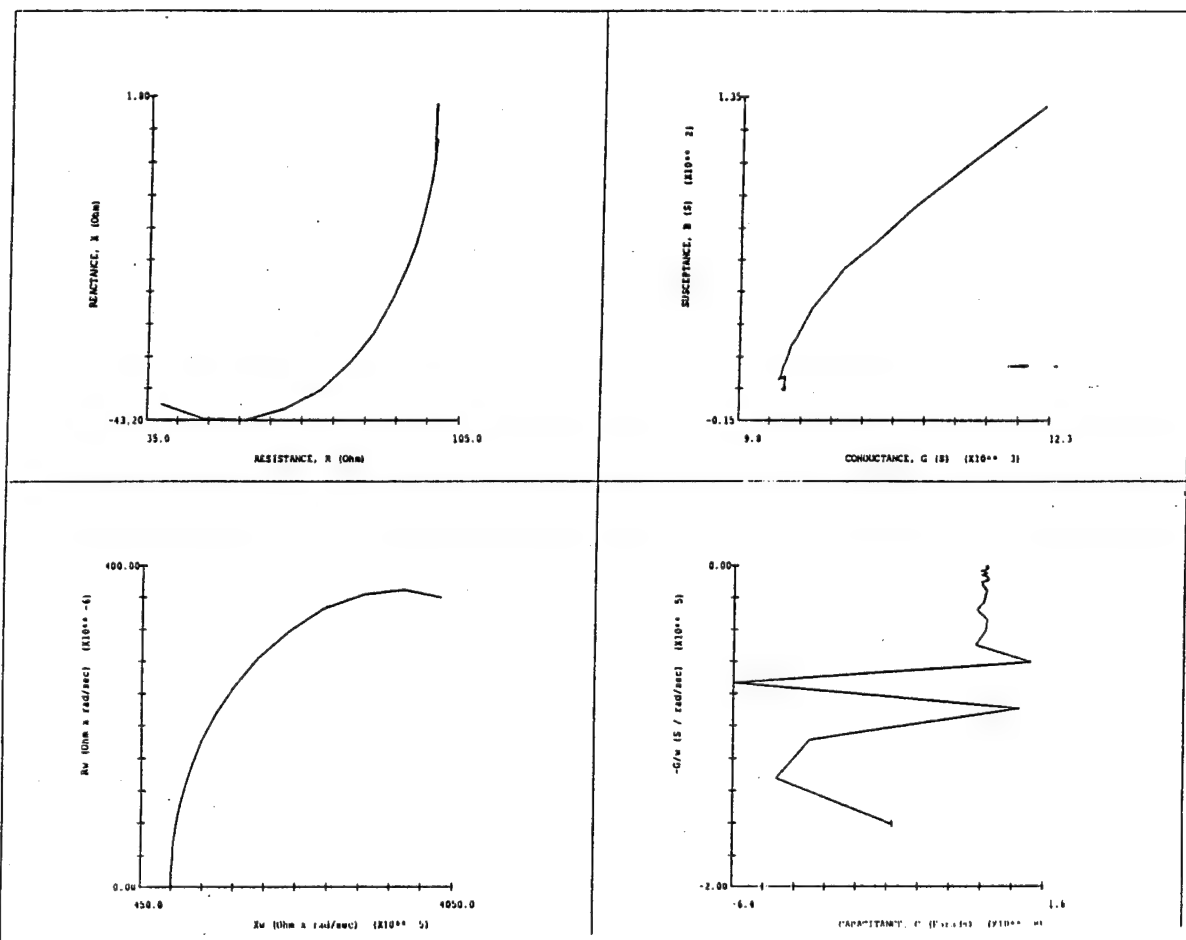 1.80
REACTANCE, X (Ohm)
-43.20
35.0
105.0
RESISTANCE, R (Ohm)
1.35
SUSCEPTANCE, B (S) (X10** 2)
-0.15
9.8
12.3
CONDUCTANCE, G (S) (X10** 3)
400.00
Rw (Ohm x rad/sec) (X10** -6)
0.00
450.0
4050.0
Xw (Ohm x rad/sec) (X10** 5)
0.00
-G/w (S / rad/sec) (X10** 5)
-2.00
-6.4
1.6
CAPACITANCE, C (Farads) (X10**